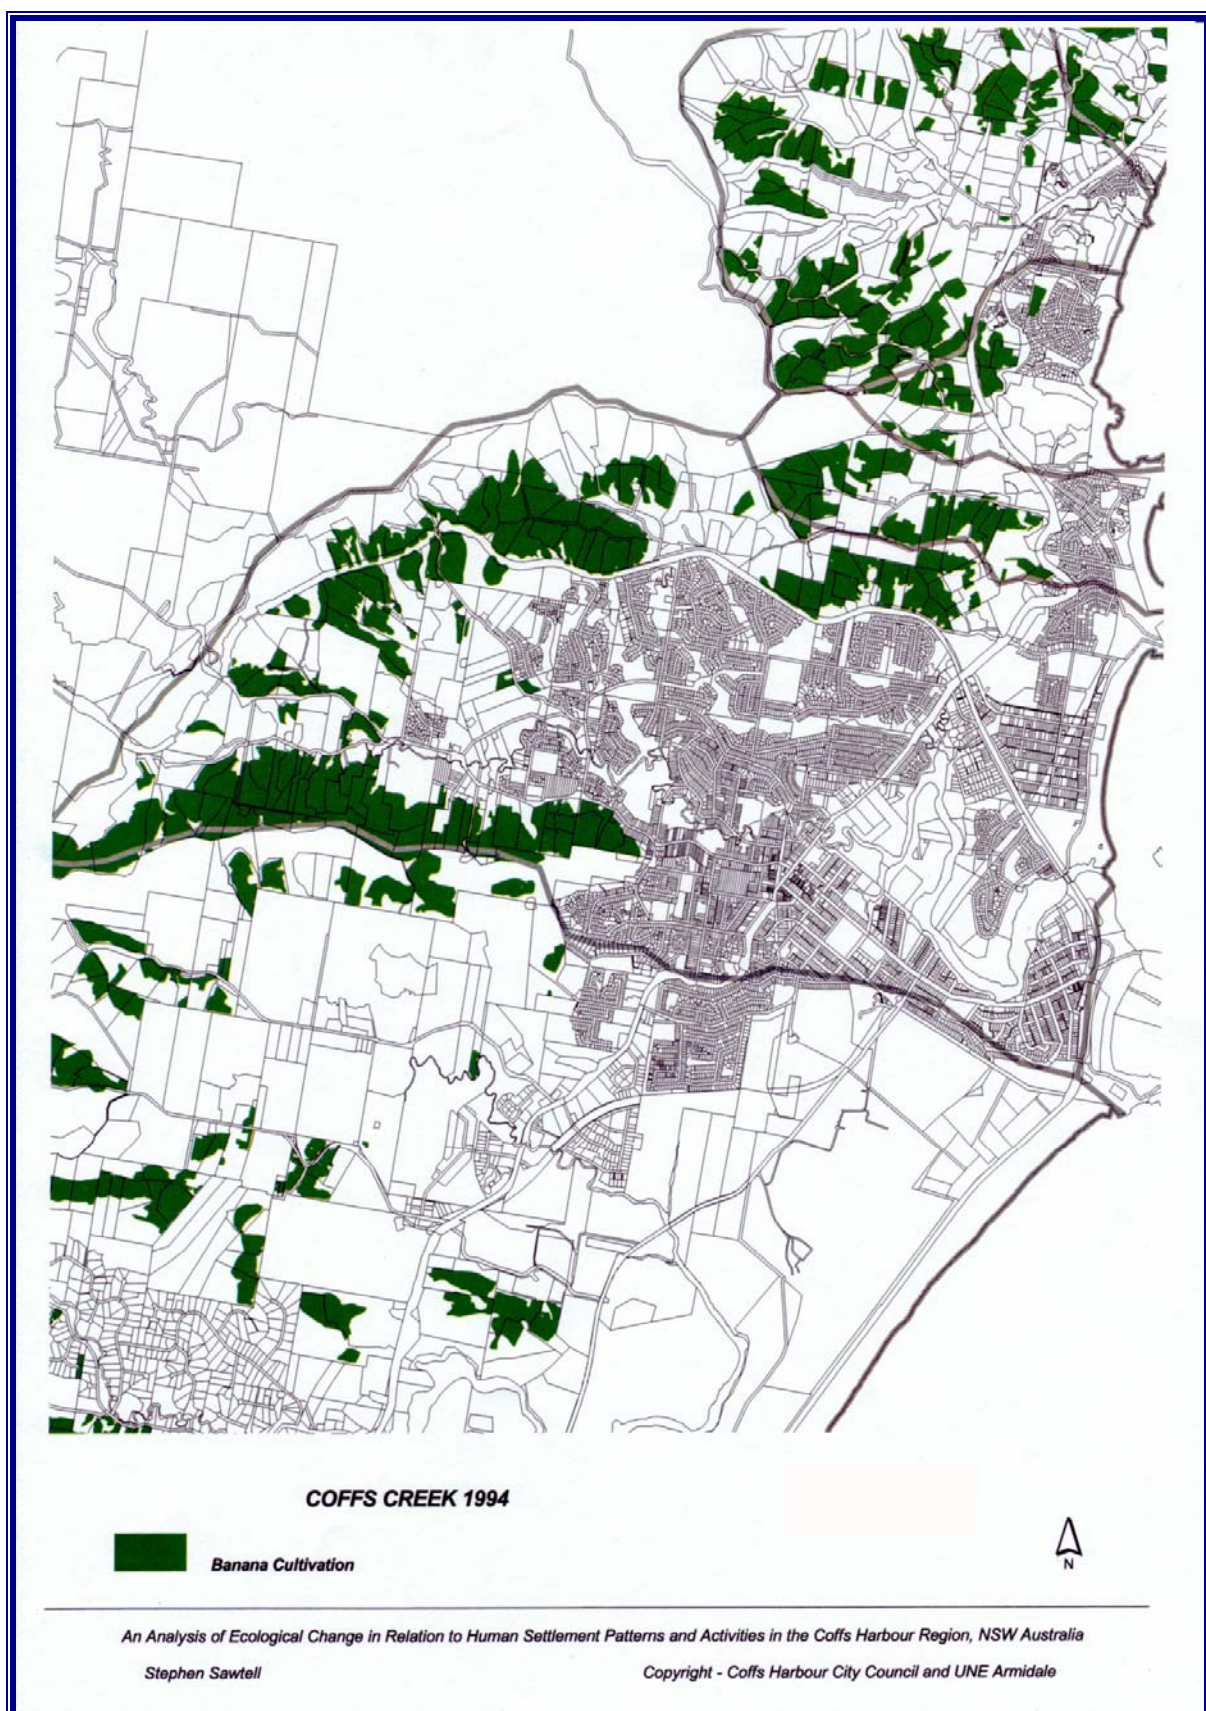 COFFS CREEK 1994
Banana Cultivation
N
An Analysis of Ecological Change in Relation to Human Settlement Patterns and Activities in the Coffs Harbour Region, NSW Australia
Stephen Sawtell Copyright - Coffs Harbour City Council and UNE Armidale